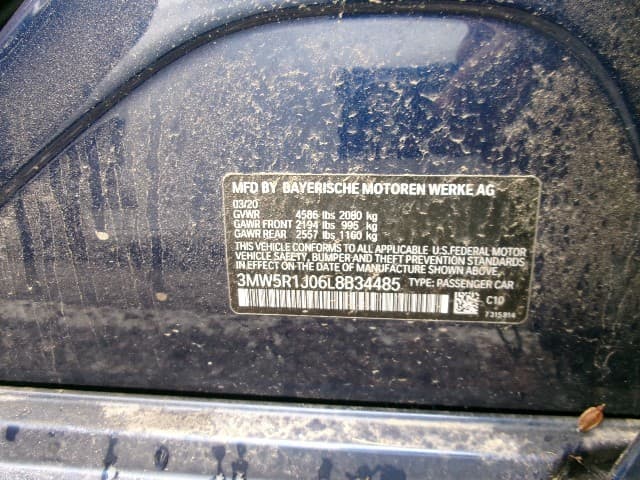 MFD BY BAYERISCHE MOTOREN WERKE AG
03/20
GVWR 4586 lbs 2080 kg
GAWR FRONT 2194 lbs 995 kg
GAWR REAR 2557 lbs 1160 kg
THIS VEHICLE CONFORMS TO ALL APPLICABLE U.S.FEDERAL MOTOR
VEHICLE SAFETY, BUMPER AND THEFT PREVENTION STANDARDS
IN EFFECT ON THE DATE OF MANUFACTURE SHOWN ABOVE.
3MW5R1J06L8B34485 TYPE: PASSENGER CAR
C10
7315814